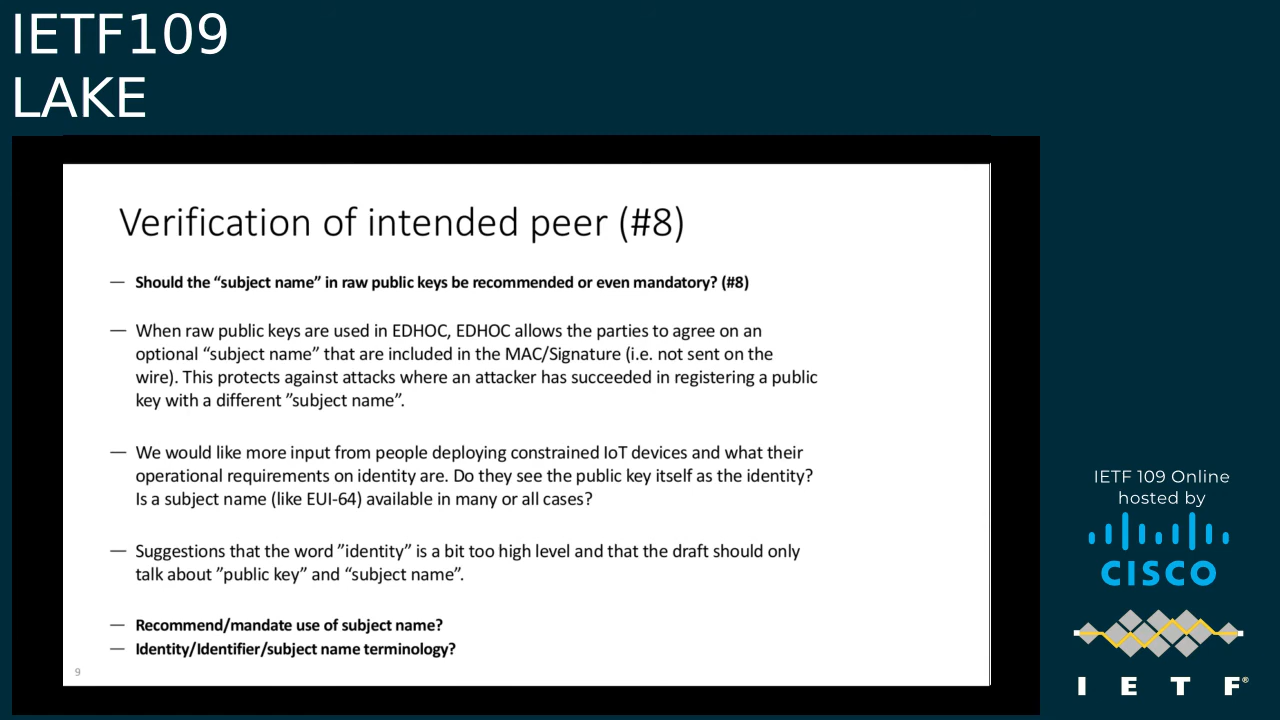 IETF109
LAKE
Verification of intended peer (#8)
— Should the “subject name” in raw public keys be recommended or even mandatory? (#8)
— When raw public keys are used in EDHOC, EDHOC allows the parties to agree on an
optional “subject name” that are included in the MAC/Signature (i.e. not sent on the
wire). This protects against attacks where an attacker has succeeded in registering a public
key with a different ”subject name”.
— We would like more input from people deploying constrained IoT devices and what their
operational requirements on identity are. Do they see the public key itself as the identity?
Is a subject name (like EUI-64) available in many or all cases?
— Suggestions that the word ”identity” is a bit too high level and that the draft should only
talk about ”public key” and “subject name”.
— Recommend/mandate use of subject name?
— Identity/Identifier/subject name terminology?
9
IETF 109 Online
hosted by
CISCO
I E T F®